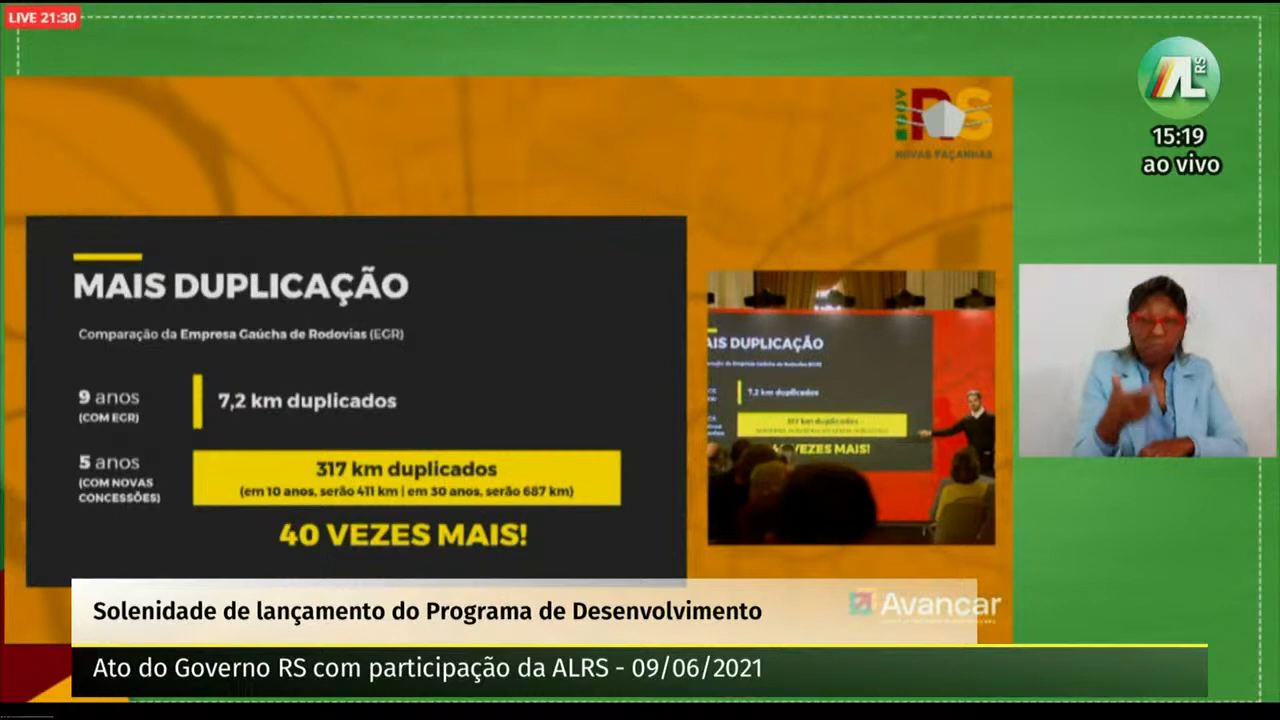 LIVE 21:30
AL
RS
15:19
ao vivo
GOV
RS
NOVAS FAÇANHAS
MAIS DUPLICAÇÃO
Comparação da Empresa Gaúcha de Rodovias (EGR)
9 anos
(COM EGR)
7,2 km duplicados
5 anos
(COM NOVAS
CONCESSÕES)
317 km duplicados
(em 10 anos, serão 411 km | em 30 anos, serão 687 km)
40 VEZES MAIS!
AIS DUPLICAÇÃO
7,2 km duplicados
317 km duplicados
VEZES MAIS!
Avançar
Solenidade de lançamento do Programa de Desenvolvimento
Ato do Governo RS com participação da ALRS - 09/06/2021